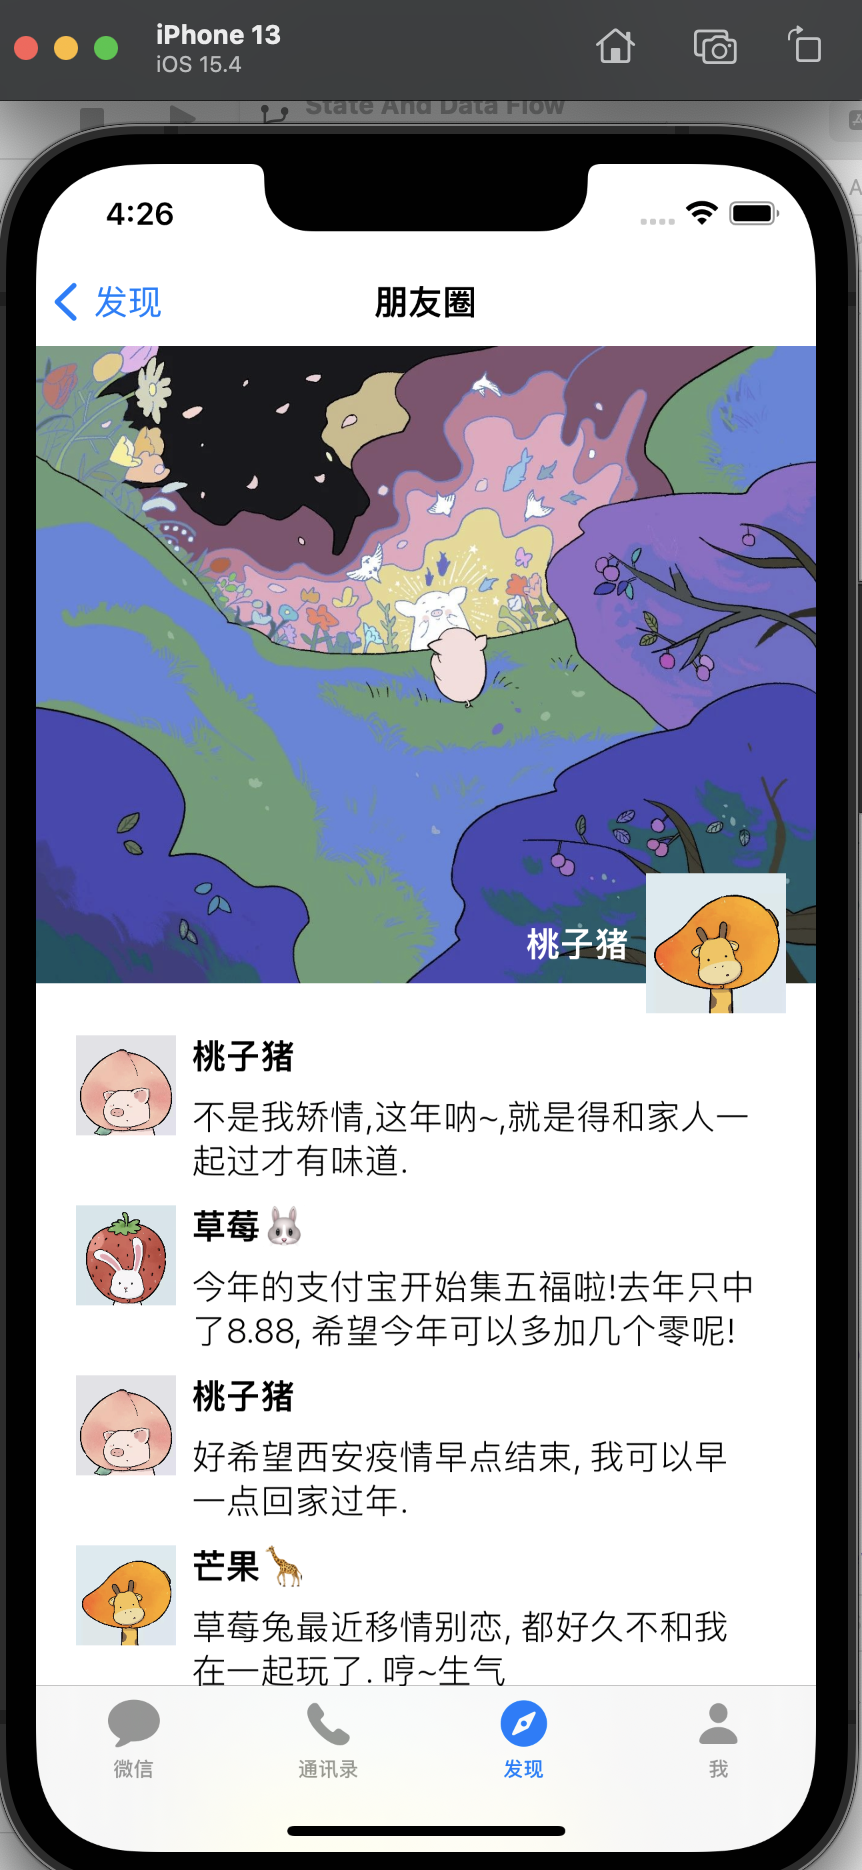 iPhone 13
iOS 15.4
State And Data Flow
4:26
发现
朋友圈
桃子猪
桃子猪
不是我矫情,这年呐~,就是得和家人一
起过才有味道.
草莓🐰
今年的支付宝开始集五福啦!去年只中
了8.88, 希望今年可以多加几个零呢!
桃子猪
好希望西安疫情早点结束, 我可以早
一点回家过年.
芒果🦒
草莓兔最近移情别恋, 都好久不和我
在一起玩了. 哼~生气
微信
通讯录
发现
我